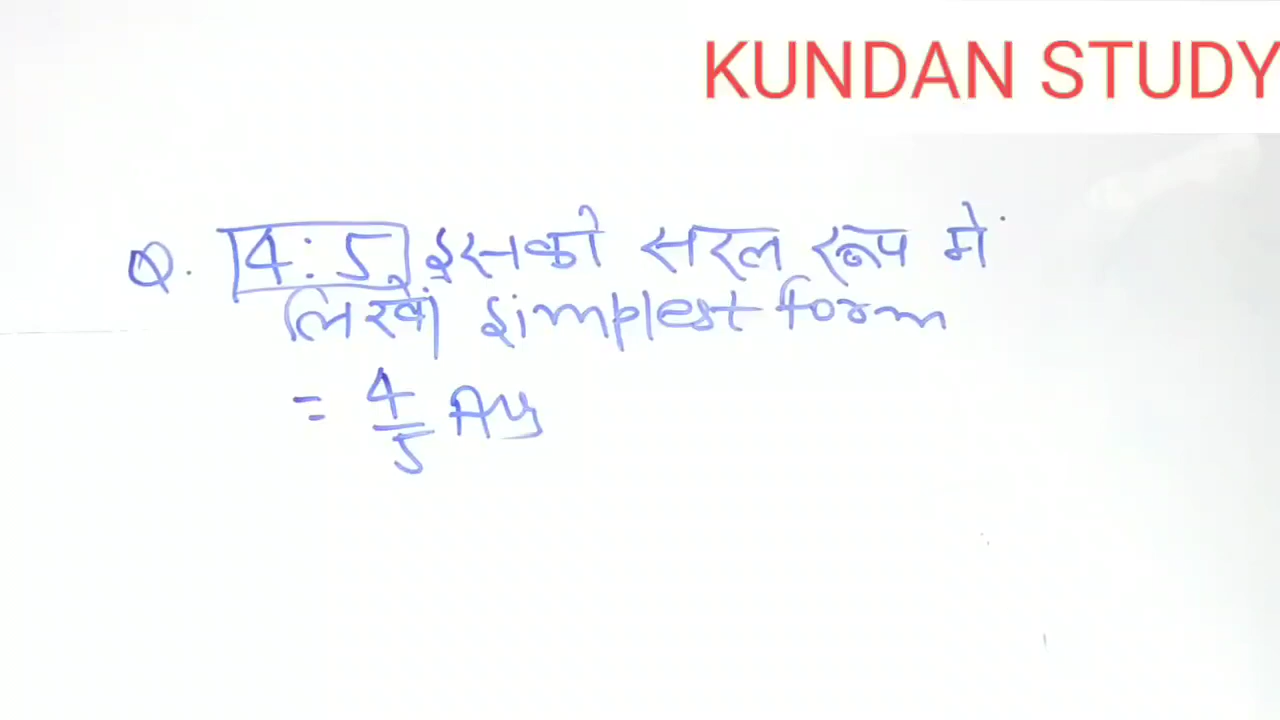 KUNDAN STUDY
Q. 4:5 इसको सरल रूप में
लिखें simplest form
= 4/5 Ans